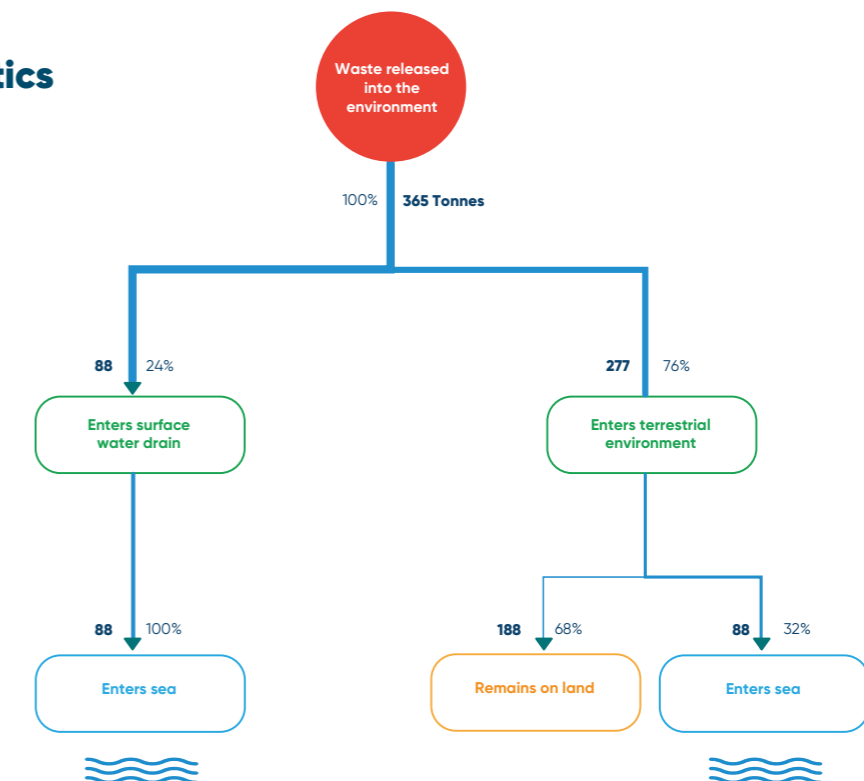 tics
Waste released
into the
environment
100% 365 Tonnes
88 24%
277 76%
Enters surface
water drain
Enters terrestrial
environment
88 100%
188 68%
88 32%
Enters sea
Remains on land
Enters sea